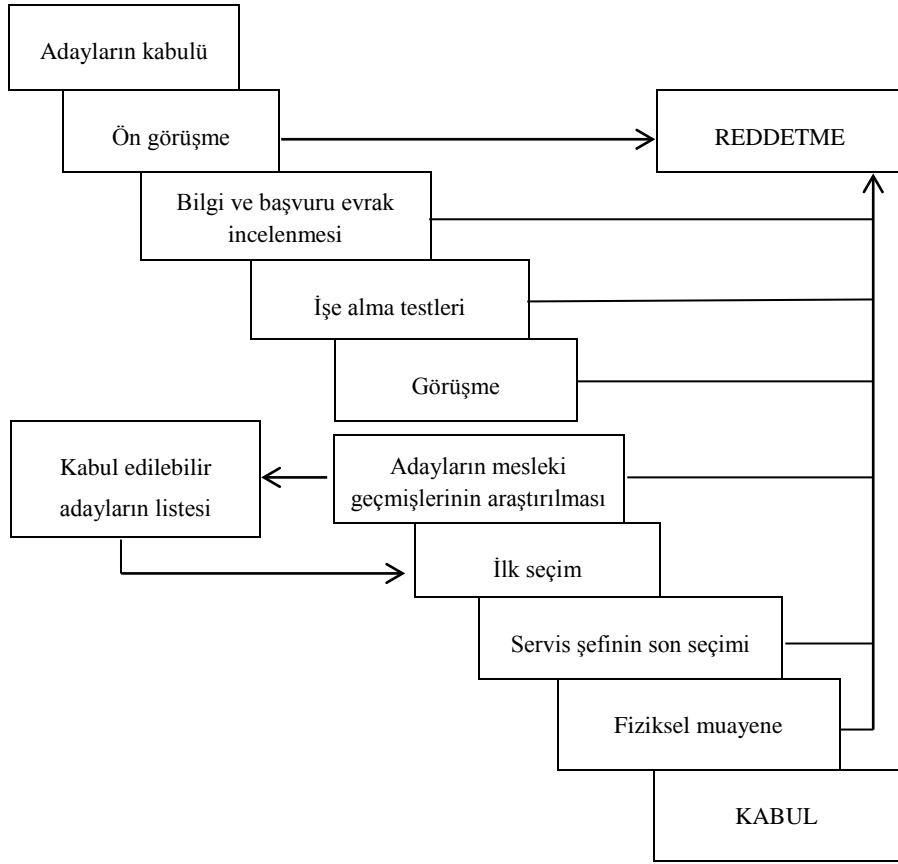 Adayların kabulü
Ön görüşme
REDDETME
Bilgi ve başvuru evrak
incelenmesi
İşe alma testleri
Görüşme
Kabul edilebilir
adayların listesi
Adayların mesleki
geçmişlerinin araştırılması
İlk seçim
Servis şefinin son seçimi
Fiziksel muayene
KABUL